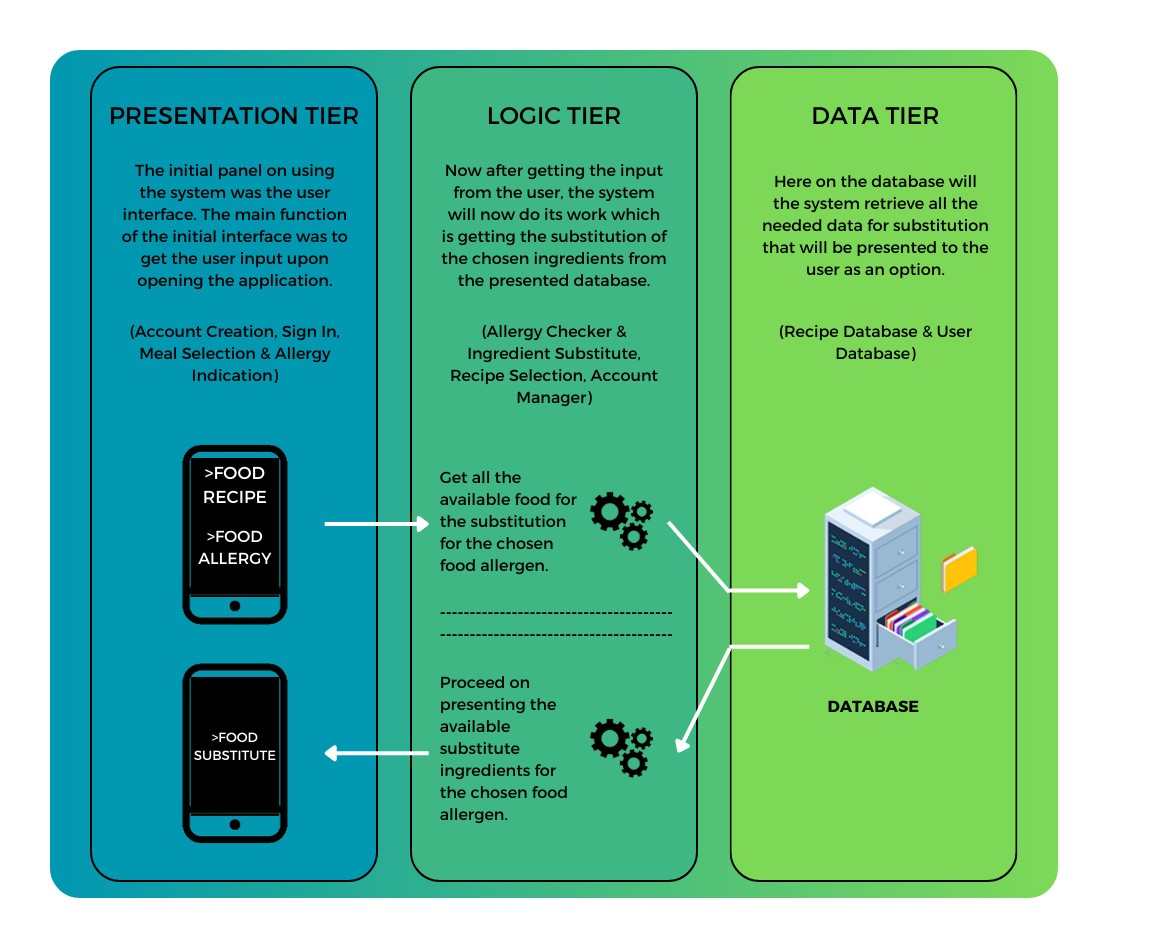 PRESENTATION TIER
The initial panel on using
the system was the user
interface. The main function
of the initial interface was to
get the user input upon
opening the application.
(Account Creation, Sign In,
Meal Selection & Allergy
Indication)
>FOOD
RECIPE
>FOOD
ALLERGY
>FOOD
SUBSTITUTE
LOGIC TIER
Now after getting the input
from the user, the system
will now do its work which
is getting the substitution of
the chosen ingredients from
the presented database.
(Allergy Checker &
Ingredient Substitute,
Recipe Selection, Account
Manager)
Get all the
available food for
the substitution
for the chosen
food allergen.
---------------------------------------
---------------------------------------
Proceed on
presenting the
available
substitute
ingredients for
the chosen food
allergen.
DATA TIER
Here on the database will
the system retrieve all the
needed data for substitution
that will be presented to the
user as an option.
(Recipe Database & User
Database)
DATABASE